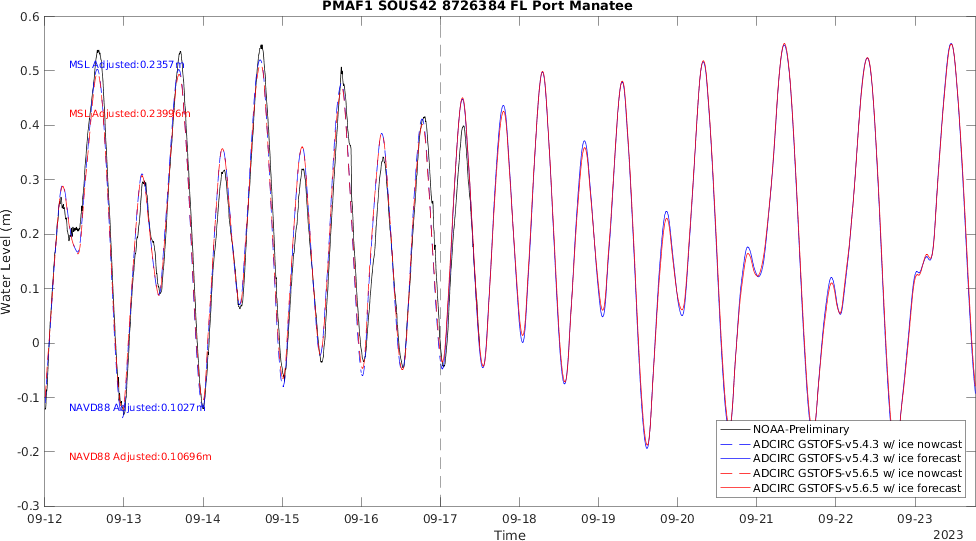 PMAF1 SOUS42 8726384 FL Port Manatee
0.6
0.5
0.4
0.3
0.2
0.1
0
-0.1
-0.2
-0.3
Water Level (m)
MSL Adjusted:0.2357m
MSL Adjusted:0.23996m
NAVD88 Adjusted:0.1027m
NAVD88 Adjusted:0.10696m
NOAA-Preliminary
ADCIRC GSTOFS-v5.4.3 w/ ice nowcast
ADCIRC GSTOFS-v5.4.3 w/ ice forecast
ADCIRC GSTOFS-v5.6.5 w/ ice nowcast
ADCIRC GSTOFS-v5.6.5 w/ ice forecast
09-12 09-13 09-14 09-15 09-16 09-17 09-18 09-19 09-20 09-21 09-22 09-23
Time
2023